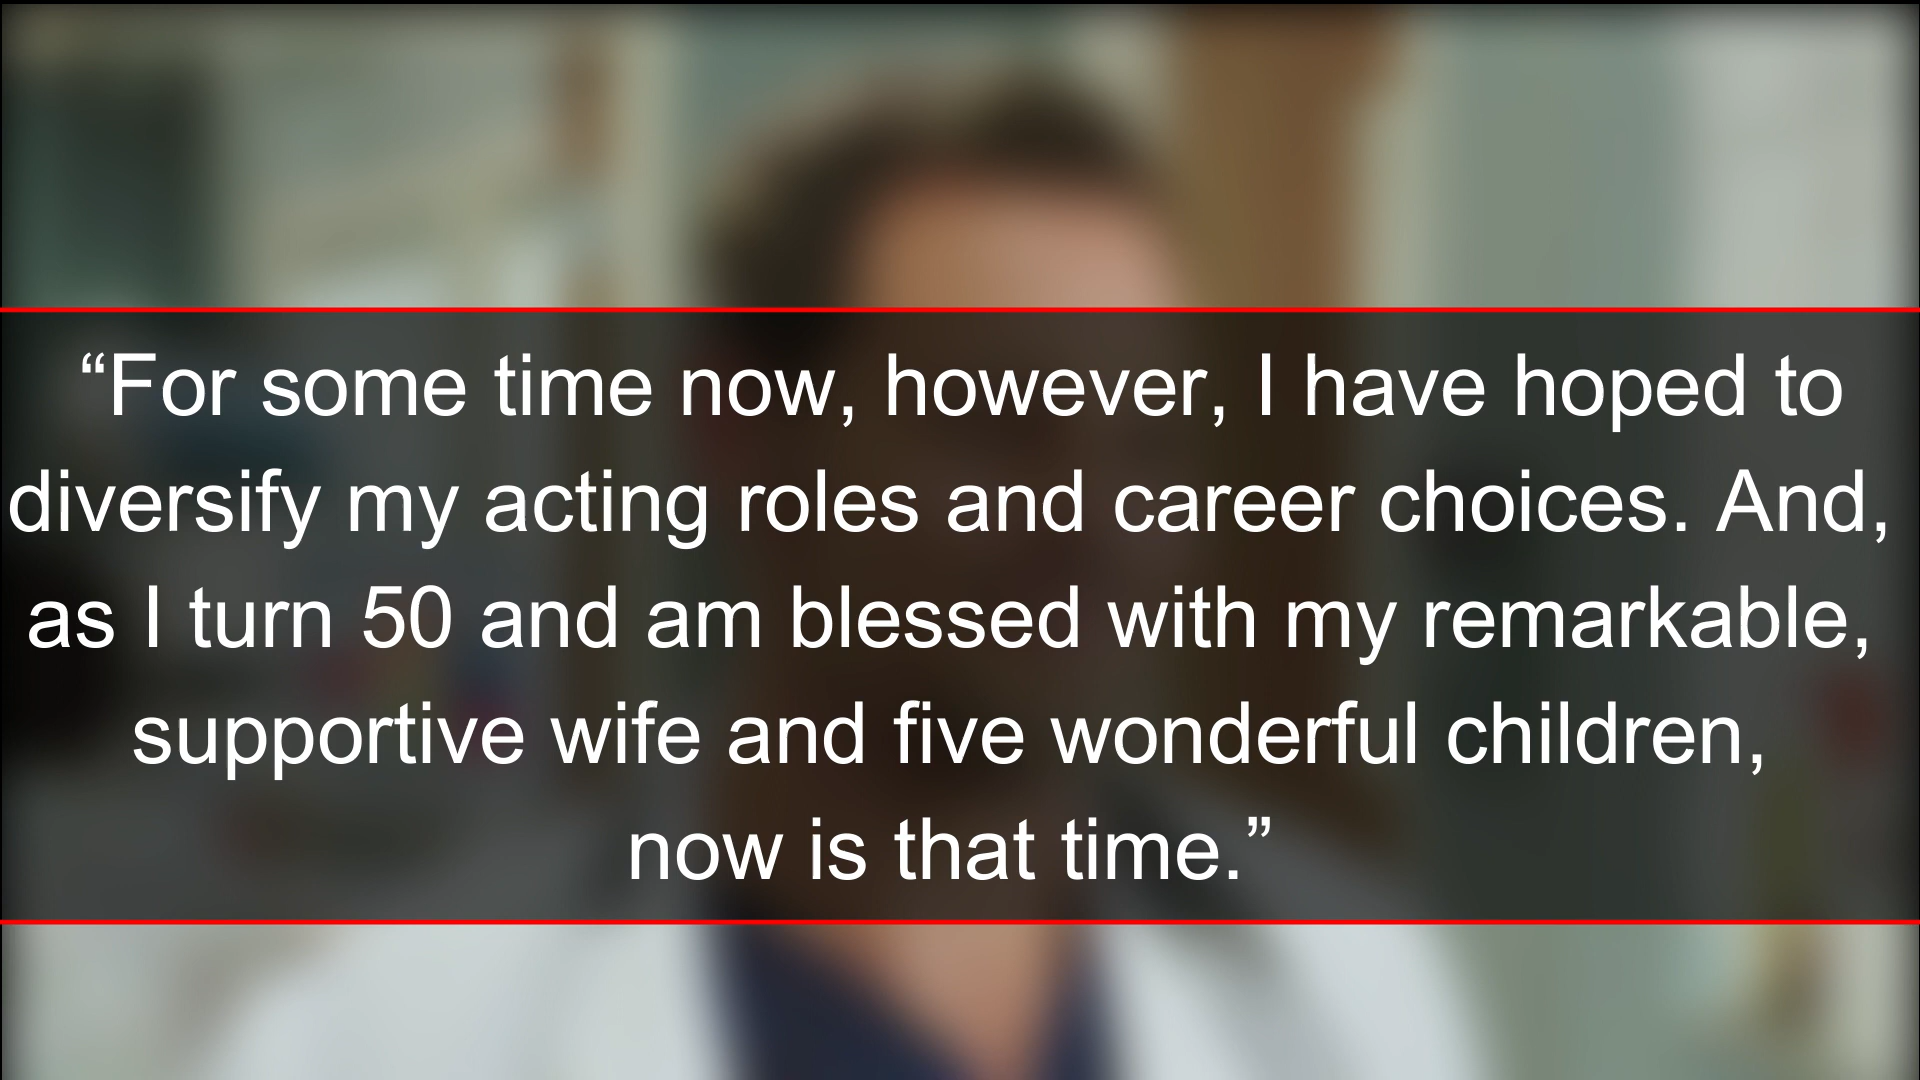 “For some time now, however, I have hoped to
diversify my acting roles and career choices. And,
as I turn 50 and am blessed with my remarkable,
supportive wife and five wonderful children,
now is that time.”